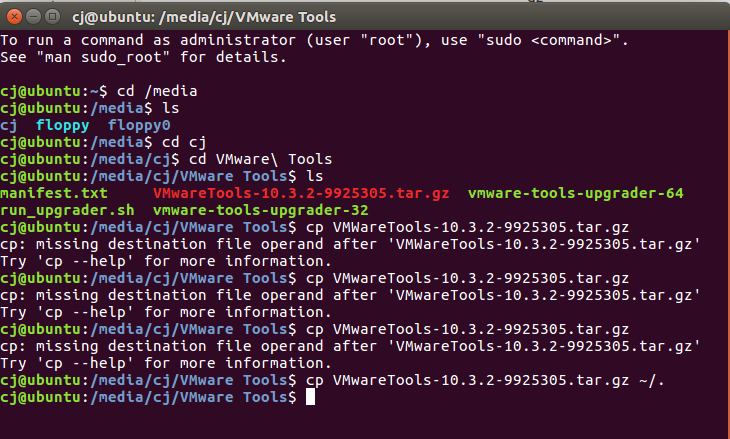 cj@ubuntu: /media/cj/VMware Tools
To run a command as administrator (user "root"), use "sudo <command>".
See "man sudo_root" for details.
cj@ubuntu:~$ cd /media
cj@ubuntu:/media$ ls
cj floppy floppy0
cj@ubuntu:/media$ cd cj
cj@ubuntu:/media/cj$ cd VMware\ Tools
cj@ubuntu:/media/cj/VMware Tools$ ls
manifest.txt VMwareTools-10.3.2-9925305.tar.gz vmware-tools-upgrader-64
run_upgrader.sh vmware-tools-upgrader-32
cj@ubuntu:/media/cj/VMware Tools$ cp VMWareTools-10.3.2-9925305.tar.gz
cp: missing destination file operand after 'VMWareTools-10.3.2-9925305.tar.gz'
Try 'cp --help' for more information.
cj@ubuntu:/media/cj/VMware Tools$ cp VMwareTools-10.3.2-9925305.tar.gz
cp: missing destination file operand after 'VMwareTools-10.3.2-9925305.tar.gz'
Try 'cp --help' for more information.
cj@ubuntu:/media/cj/VMware Tools$ cp VMwareTools-10.3.2-9925305.tar.gz
cp: missing destination file operand after 'VMwareTools-10.3.2-9925305.tar.gz'
Try 'cp --help' for more information.
cj@ubuntu:/media/cj/VMware Tools$ cp VMwareTools-10.3.2-9925305.tar.gz ~/.
cj@ubuntu:/media/cj/VMware Tools$